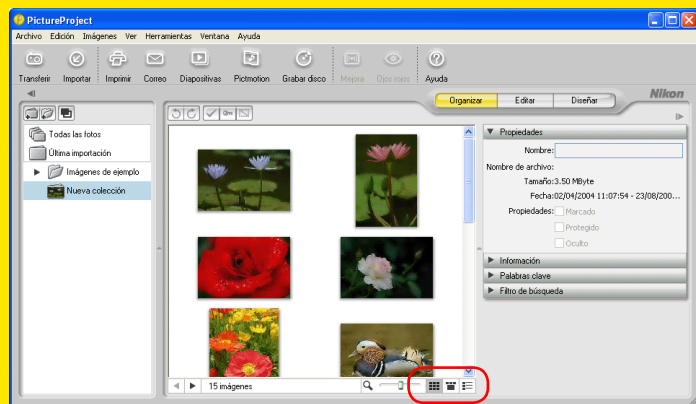 PictureProject
Archivo Edición Imágenes Ver Herramientas Ventana Ayuda
Transferir Importar Imprimir Correo Diapositivas Pictmotion Grabar disco Mejora Ojos rojos Ayuda
Organizar Editar Diseñar Nikon
Todas las fotos
Última importación
Imágenes de ejemplo
Nueva colección
Propiedades
Nombre:
Nombre de archivo:
Tamaño:3.50 MByte
Fecha:02/04/2004 11:07:54 - 23/08/200...
Propiedades: Marcado
Protegido
Oculto
Información
Palabras clave
Filtro de búsqueda
15 imágenes